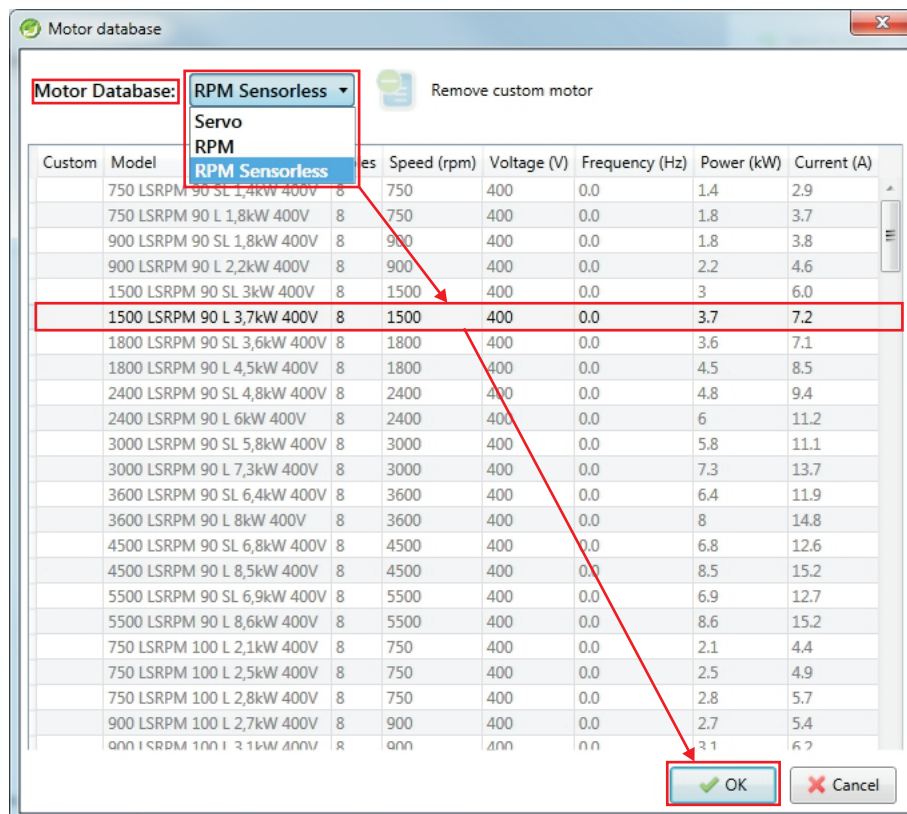 Motor database
Motor Database: RPM Sensorless
Remove custom motor
Servo
RPM
RPM Sensorless
Custom Model es Speed (rpm) Voltage (V) Frequency (Hz) Power (kW) Current (A)
750 LSRPM 90 SL 1,4kW 400V 8 750 400 0.0 1.4 2.9
750 LSRPM 90 L 1,8kW 400V 8 750 400 0.0 1.8 3.7
900 LSRPM 90 SL 1,8kW 400V 8 900 400 0.0 1.8 3.8
900 LSRPM 90 L 2,2kW 400V 8 900 400 0.0 2.2 4.6
1500 LSRPM 90 SL 3kW 400V 8 1500 400 0.0 3 6.0
1500 LSRPM 90 L 3,7kW 400V 8 1500 400 0.0 3.7 7.2
1800 LSRPM 90 SL 3,6kW 400V 8 1800 400 0.0 3.6 7.1
1800 LSRPM 90 L 4,5kW 400V 8 1800 400 0.0 4.5 8.5
2400 LSRPM 90 SL 4,8kW 400V 8 2400 400 0.0 4.8 9.4
2400 LSRPM 90 L 6kW 400V 8 2400 400 0.0 6 11.2
3000 LSRPM 90 SL 5,8kW 400V 8 3000 400 0.0 5.8 11.1
3000 LSRPM 90 L 7,3kW 400V 8 3000 400 0.0 7.3 13.7
3600 LSRPM 90 SL 6,4kW 400V 8 3600 400 0.0 6.4 11.9
3600 LSRPM 90 L 8kW 400V 8 3600 400 0.0 8 14.8
4500 LSRPM 90 SL 6,8kW 400V 8 4500 400 0.0 6.8 12.6
4500 LSRPM 90 L 8,5kW 400V 8 4500 400 0.0 8.5 15.2
5500 LSRPM 90 SL 6,9kW 400V 8 5500 400 0.0 6.9 12.7
5500 LSRPM 90 L 8,6kW 400V 8 5500 400 0.0 8.6 15.2
750 LSRPM 100 L 2,1kW 400V 8 750 400 0.0 2.1 4.4
750 LSRPM 100 L 2,5kW 400V 8 750 400 0.0 2.5 4.9
750 LSRPM 100 L 2,8kW 400V 8 750 400 0.0 2.8 5.7
900 LSRPM 100 L 2,7kW 400V 8 900 400 0.0 2.7 5.4
900 LSRPM 100 L 3,1kW 400V 8 900 400 0.0 3.1 6.2
OK Cancel